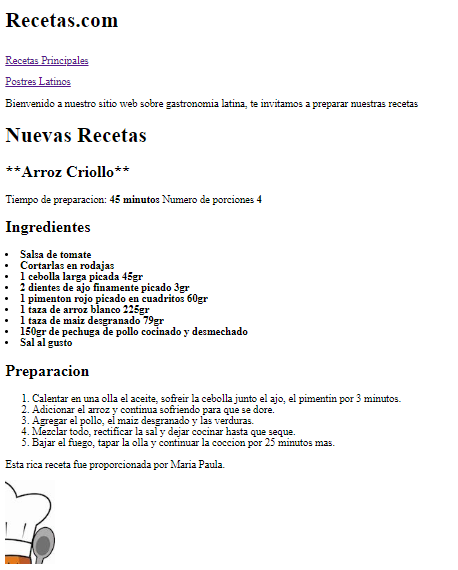 Recetas.com
Recetas Principales
Postres Latinos
Bienvenido a nuestro sitio web sobre gastronomia latina, te invitamos a preparar nuestras recetas
Nuevas Recetas
**Arroz Criollo**
Tiempo de preparacion: 45 minutos Numero de porciones 4
Ingredientes
• Salsa de tomate
• Cortarlas en rodajas
• 1 cebolla larga picada 45gr
• 2 dientes de ajo finamente picado 3gr
• 1 pimenton rojo picado en cuadritos 60gr
• 1 taza de arroz blanco 225gr
• 1 taza de maiz desgranado 79gr
• 150gr de pechuga de pollo cocinado y desmechado
• Sal al gusto
Preparacion
1. Calentar en una olla el aceite, sofreir la cebolla junto el ajo, el pimentin por 3 minutos.
2. Adicionar el arroz y continua sofriendo para que se dore.
3. Agregar el pollo, el maiz desgranado y las verduras.
4. Mezclar todo, rectificar la sal y dejar cocinar hasta que seque.
5. Bajar el fuego, tapar la olla y continuar la coccion por 25 minutos mas.
Esta rica receta fue proporcionada por Maria Paula.